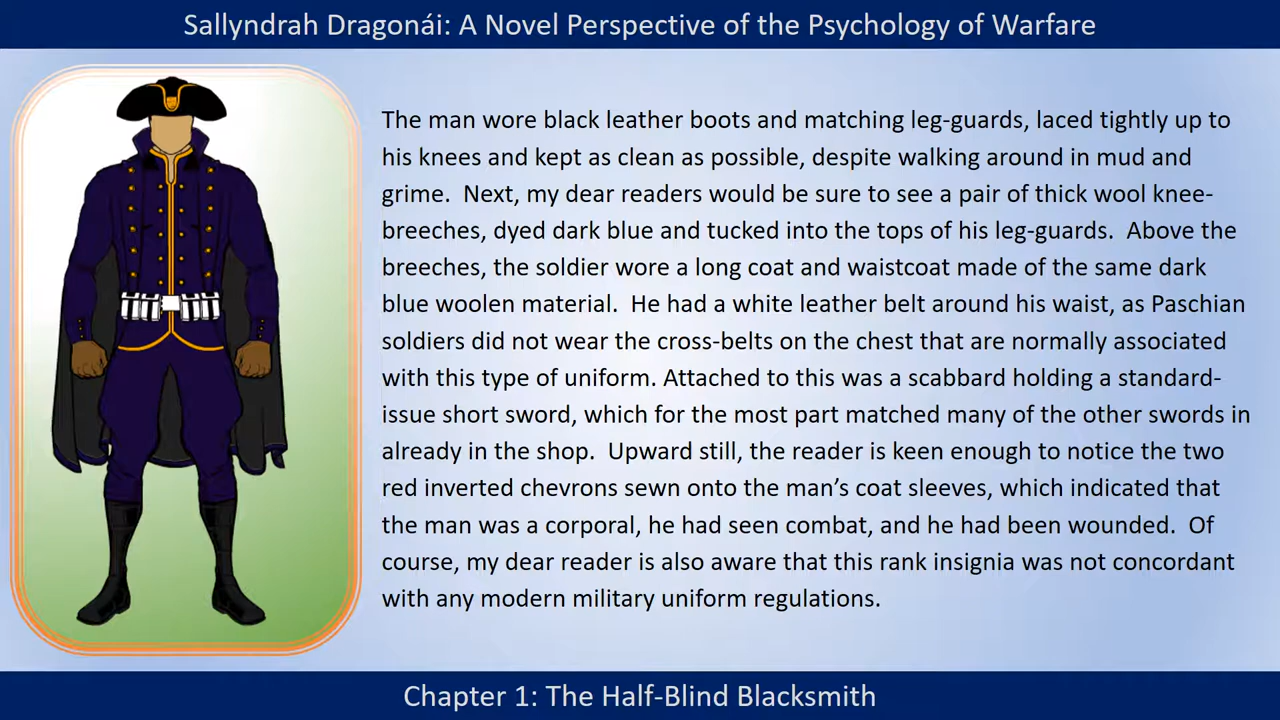 Sallyndrah Dragonái: A Novel Perspective of the Psychology of Warfare
The man wore black leather boots and matching leg-guards, laced tightly up to
his knees and kept as clean as possible, despite walking around in mud and
grime.  Next, my dear readers would be sure to see a pair of thick wool knee-
breeches, dyed dark blue and tucked into the tops of his leg-guards.  Above the
breeches, the soldier wore a long coat and waistcoat made of the same dark
blue woolen material.  He had a white leather belt around his waist, as Paschian
soldiers did not wear the cross-belts on the chest that are normally associated
with this type of uniform. Attached to this was a scabbard holding a standard-
issue short sword, which for the most part matched many of the other swords in
already in the shop.  Upward still, the reader is keen enough to notice the two
red inverted chevrons sewn onto the man’s coat sleeves, which indicated that
the man was a corporal, he had seen combat, and he had been wounded.  Of
course, my dear reader is also aware that this rank insignia was not concordant
with any modern military uniform regulations.
Chapter 1: The Half-Blind Blacksmith